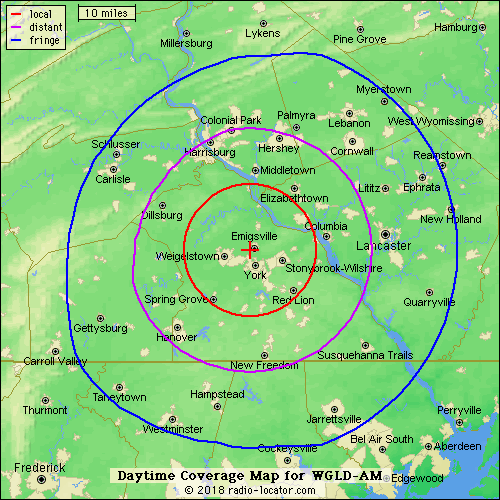 local
distant
fringe
10 miles
Lykens
Hamburg
Millersburg
Pine Grove
Myerstown
Colonial Park
Palmyra
Lebanon
West Wyomissing
Schlusser
Harrisburg
Hershey
Cornwall
Reamstown
Carlisle
Middletown
Elizabethtown
Lititz
Ephrata
Dillsburg
New Holland
Columbia
Emigsville
Lancaster
Weigelstown
Stonybrook-Wilshire
York
Spring Grove
Red Lion
Quarryville
Gettysburg
Hanover
Carroll Valley
New Freedom
Susquehanna Trails
Taneytown
Hampstead
Thurmont
Jarrettsville
Perryville
Westminster
Bel Air South
Aberdeen
Cockeysville
Frederick
Edgewood
Daytime Coverage Map for WGLD-AM
© 2018 radio-locator.com